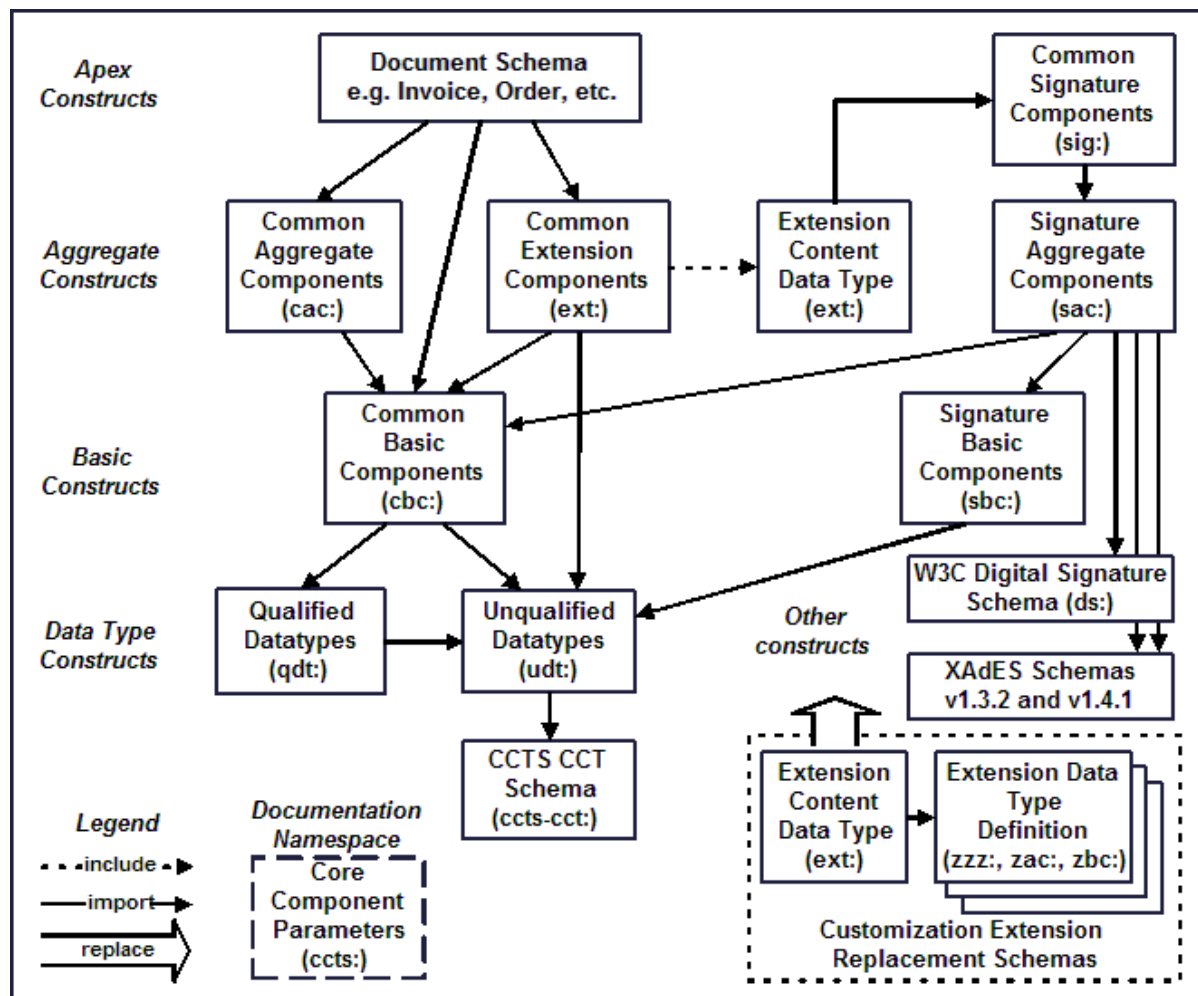 Apex
Constructs
Document Schema
e.g. Invoice, Order, etc.
Common
Signature
Components
(sig:)
Aggregate
Constructs
Common
Aggregate
Components
(cac:)
Common
Extension
Components
(ext:)
Extension
Content
Data Type
(ext:)
Signature
Aggregate
Components
(sac:)
Basic
Constructs
Common
Basic
Components
(cbc:)
Signature
Basic
Components
(sbc:)
Data Type
Constructs
Qualified
Datatypes
(qdt:)
Unqualified
Datatypes
(udt:)
Other
constructs
W3C Digital Signature
Schema (ds:)
XAdES Schemas
v1.3.2 and v1.4.1
CCTS CCT
Schema
(ccts-cct:)
Extension
Content
Data Type
(ext:)
Extension Data
Type
Definition
(zzz:, zac:, zbc:)
Customization Extension
Replacement Schemas
Legend
include
import
replace
Documentation
Namespace
Core
Component
Parameters
(ccts:)